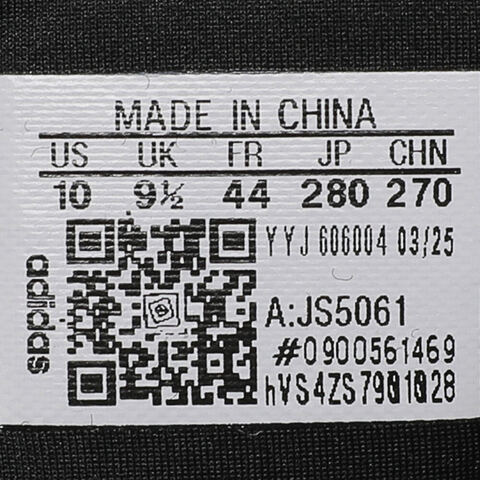 MADE IN CHINA
US UK FR JP CHN
10 9½ 44 280 270
YYJ 606004 03/25
adidas
A:JS5061
#0900561469